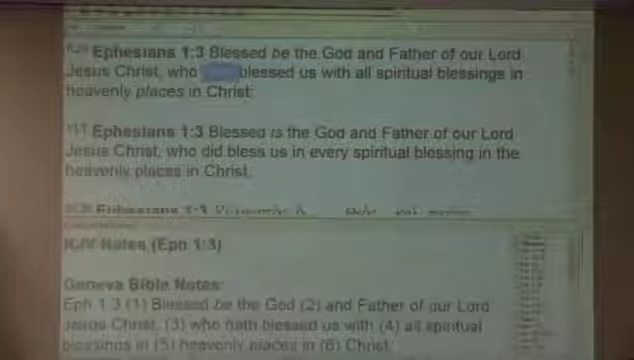 KJV Ephesians 1:3 Blessed be the God and Father of our Lord
Jesus Christ, who blessed us with all spiritual blessings in
heavenly places in Christ:
YLT Ephesians 1:3 Blessed is the God and Father of our Lord
Jesus Christ, who did bless us in every spiritual blessing in the
heavenly places in Christ,
KJV Notes (Eph 1:3)
Geneva Bible Notes:
Eph 1:3 (1) Blessed be the God (2) and Father of our Lord
Jesus Christ, (3) who hath blessed us with (4) all spiritual
blessings in (5) heavenly places in (6) Christ